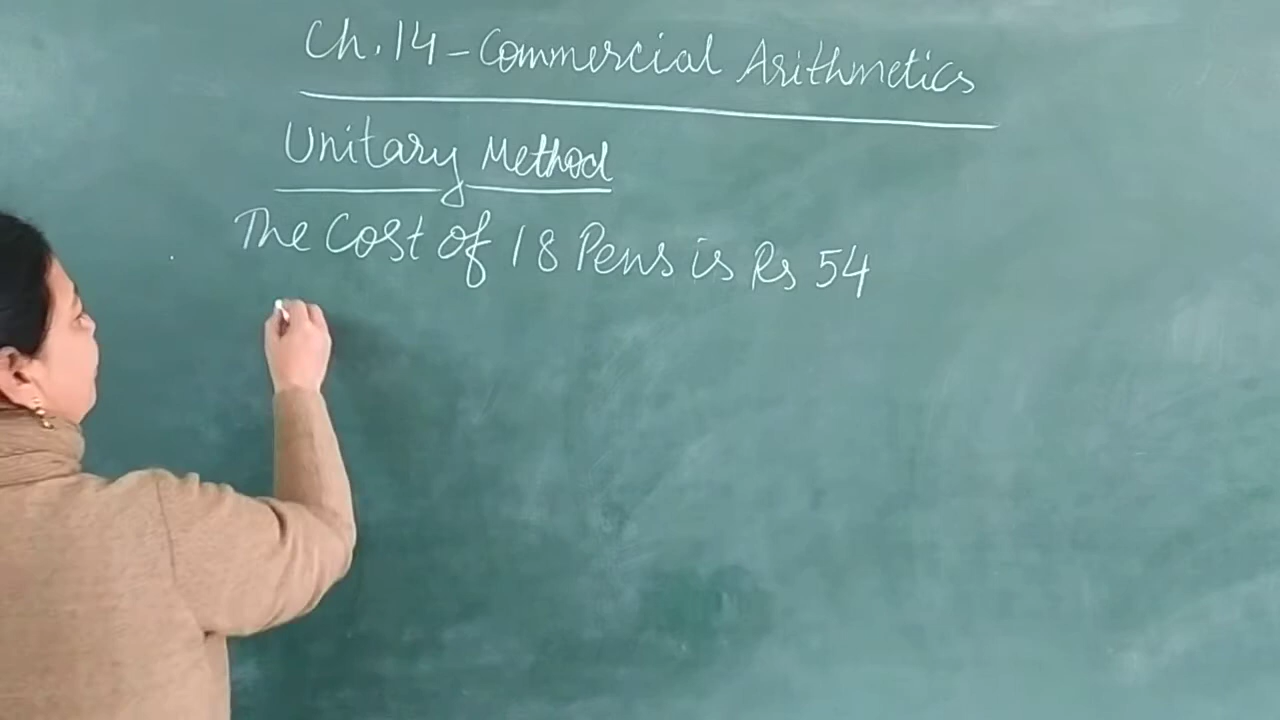 Ch. 14 - Commercial Arithmetics
Unitary Method
The Cost of 18 Pens is Rs 54